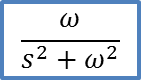 ω / (s² + ω²)